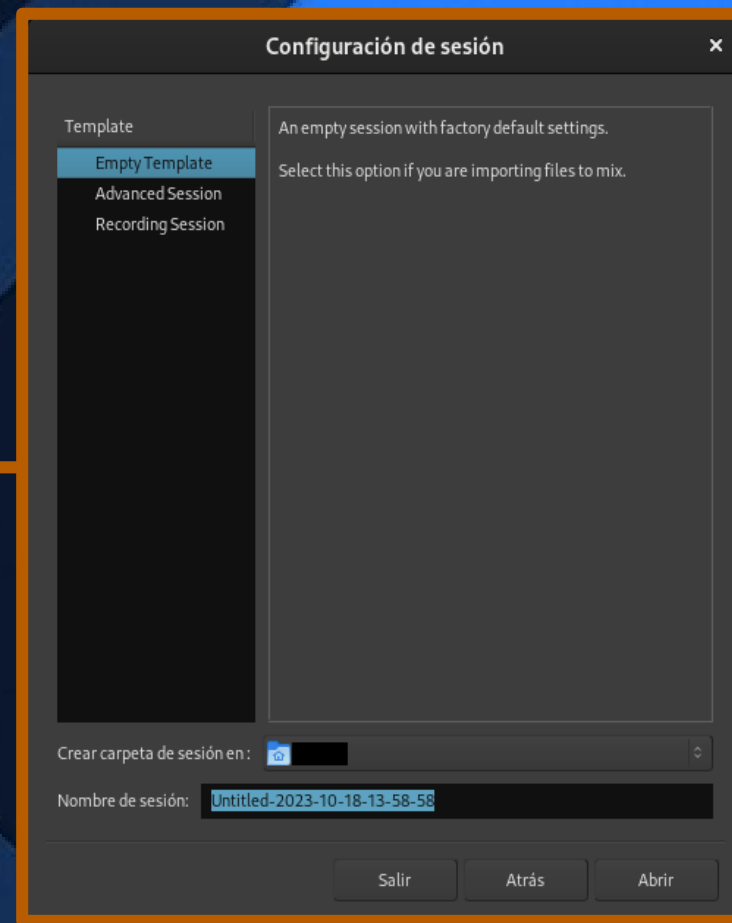 Configuración de sesión
Template
Empty Template
Advanced Session
Recording Session
An empty session with factory default settings.
Select this option if you are importing files to mix.
Crear carpeta de sesión en :
Nombre de sesión: Untitled-2023-10-18-13-58-58
Salir Atrás Abrir